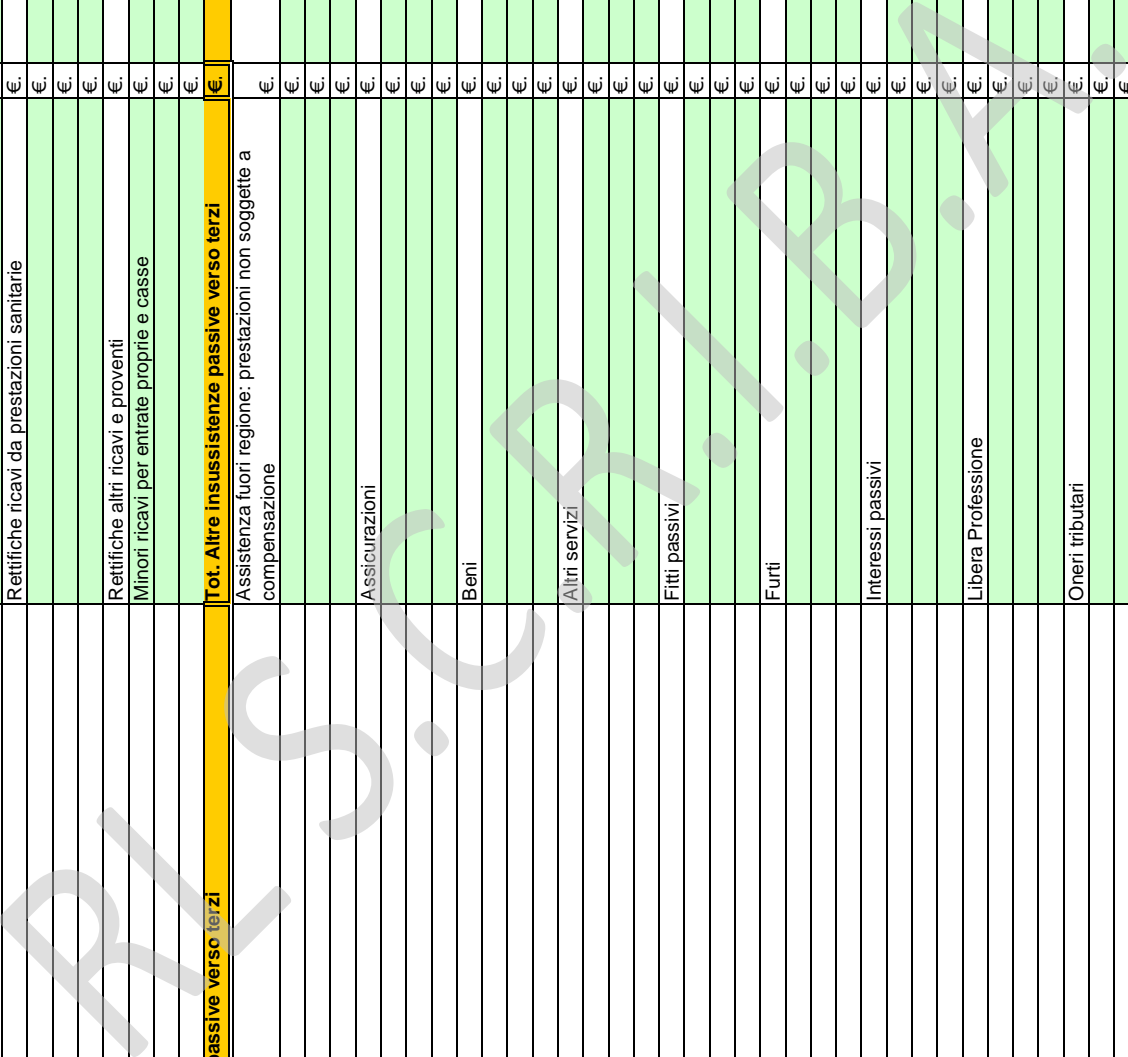 Rettifiche ricavi da prestazioni sanitarie €.
€.
€.
€.
Rettifiche altri ricavi e proventi €.
Minori ricavi per entrate proprie e casse €.
€.
€.
passive verso terzi Tot. Altre insussistenze passive verso terzi €.
Assistenza fuori regione: prestazioni non soggette a
compensazione €.
€.
€.
€.
Assicurazioni €.
€.
€.
€.
Beni €.
€.
€.
€.
Altri servizi €.
€.
€.
€.
Fitti passivi €.
€.
€.
€.
Furti €.
€.
€.
€.
Interessi passivi €.
€.
€.
€.
Libera Professione €.
€.
€.
€.
Oneri tributari €.
€.
€.
RL S.C.R.I.B.A.